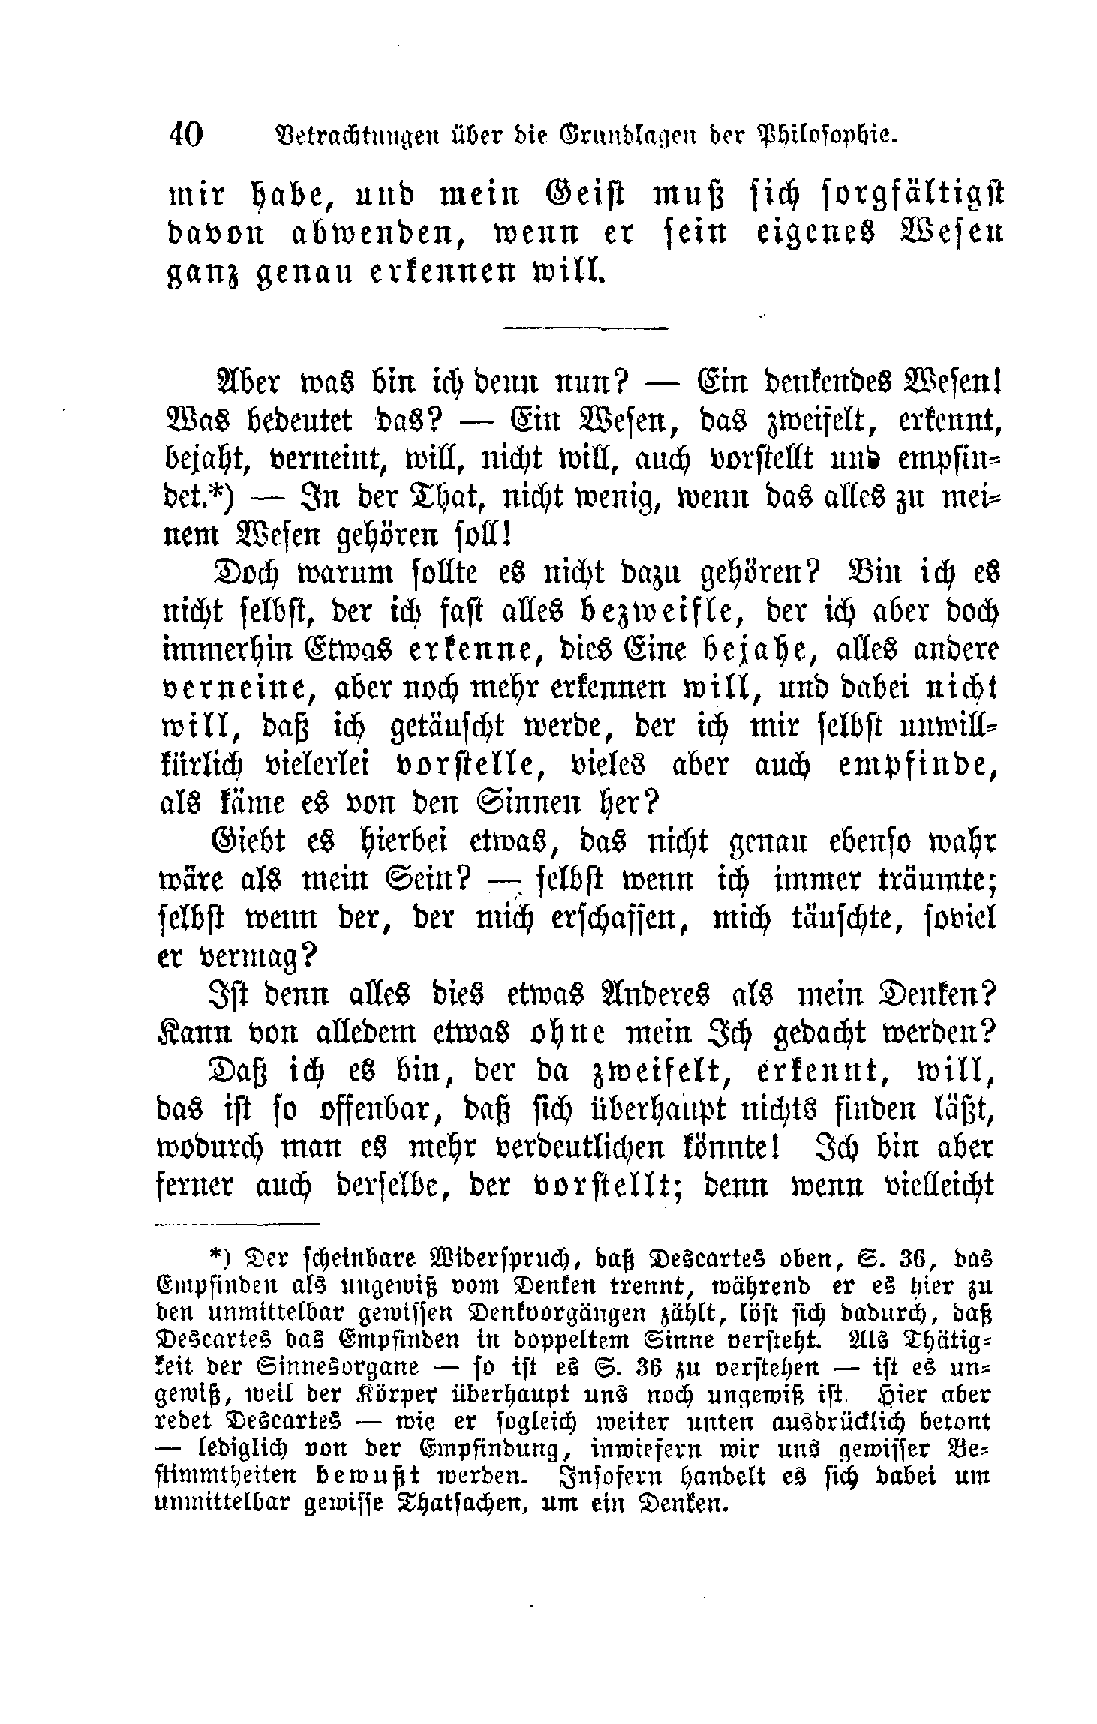 40 Betrachtungen über die Grundlagen der Philosophie.
mir habe, und mein Geist muß sich sorgfältigst
davon abwenden, wenn er sein eigenes Wesen
ganz genau erkennen will.
Aber was bin ich denn nun? — Ein denkendes Wesen!
Was bedeutet das? — Ein Wesen, das zweifelt, erkennt,
bejaht, verneint, will, nicht will, auch vorstellt und empfin-
det.*) — In der That, nicht wenig, wenn das alles zu mei-
nem Wesen gehören soll!
Doch warum sollte es nicht dazu gehören? Bin ich es
nicht selbst, der ich fast alles bezweifle, der ich aber doch
immerhin Etwas erkenne, dies Eine bejahe, alles andere
verneine, aber noch mehr erkennen will, und dabei nicht
will, daß ich getäuscht werde, der ich mir selbst unwill-
kürlich vielerlei vorstelle, vieles aber auch empfinde,
als käme es von den Sinnen her?
Giebt es hierbei etwas, das nicht genau ebenso wahr
wäre als mein Sein? — selbst wenn ich immer träumte;
selbst wenn der, der mich erschaffen, mich täuschte, soviel
er vermag?
Ist denn alles dies etwas Anderes als mein Denken?
Kann von alledem etwas ohne mein Ich gedacht werden?
Daß ich es bin, der da zweifelt, erkennt, will,
das ist so offenbar, daß sich überhaupt nichts finden läßt,
wodurch man es mehr verdeutlichen könnte! Ich bin aber
ferner auch derselbe, der vorstellt; denn wenn vielleicht
*) Der scheinbare Widerspruch, daß Descartes oben, S. 36, das
Empfinden als ungewiß vom Denken trennt, während er es hier zu
den unmittelbar gewissen Denkvorgängen zählt, löst sich dadurch, daß
Descartes das Empfinden in doppeltem Sinne versteht. Als Thätig-
keit der Sinnesorgane — so ist es S. 36 zu verstehen — ist es un-
gewiß, weil der Körper überhaupt uns noch ungewiß ist. Hier aber
redet Descartes — wie er sogleich weiter unten ausdrücklich betont
— lediglich von der Empfindung, inwiefern wir uns gewisser Be-
stimmtheiten bewußt werden. Insofern handelt es sich dabei um
unmittelbar gewisse Thatsachen, um ein Denken.